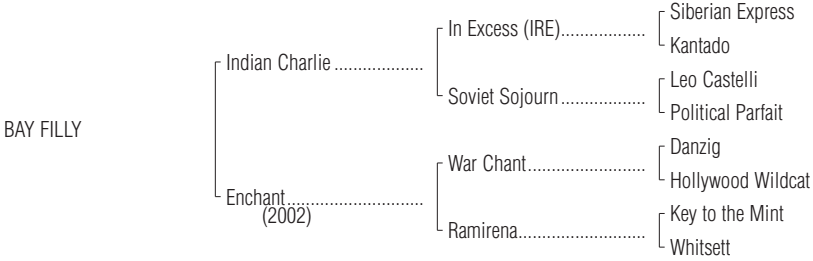 Siberian Express
In Excess (IRE)...................
Kantado
Indian Charlie ...................
Leo Castelli
Soviet Sojourn..................
Political Parfait
BAY FILLY
Danzig
War Chant.........................
Hollywood Wildcat
Enchant.............................
(2002)
Key to the Mint
Ramirena...........................
Whitsett